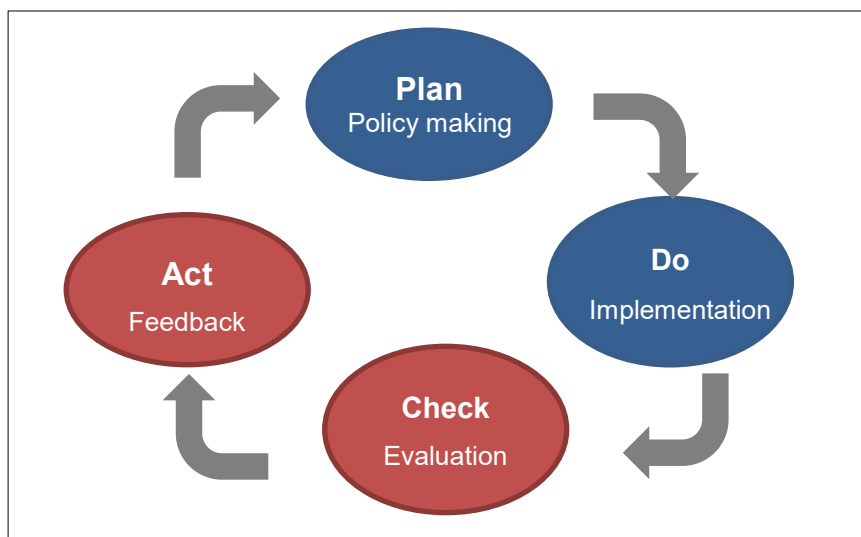 Plan
Policy making
Do
Implementation
Check
Evaluation
Act
Feedback